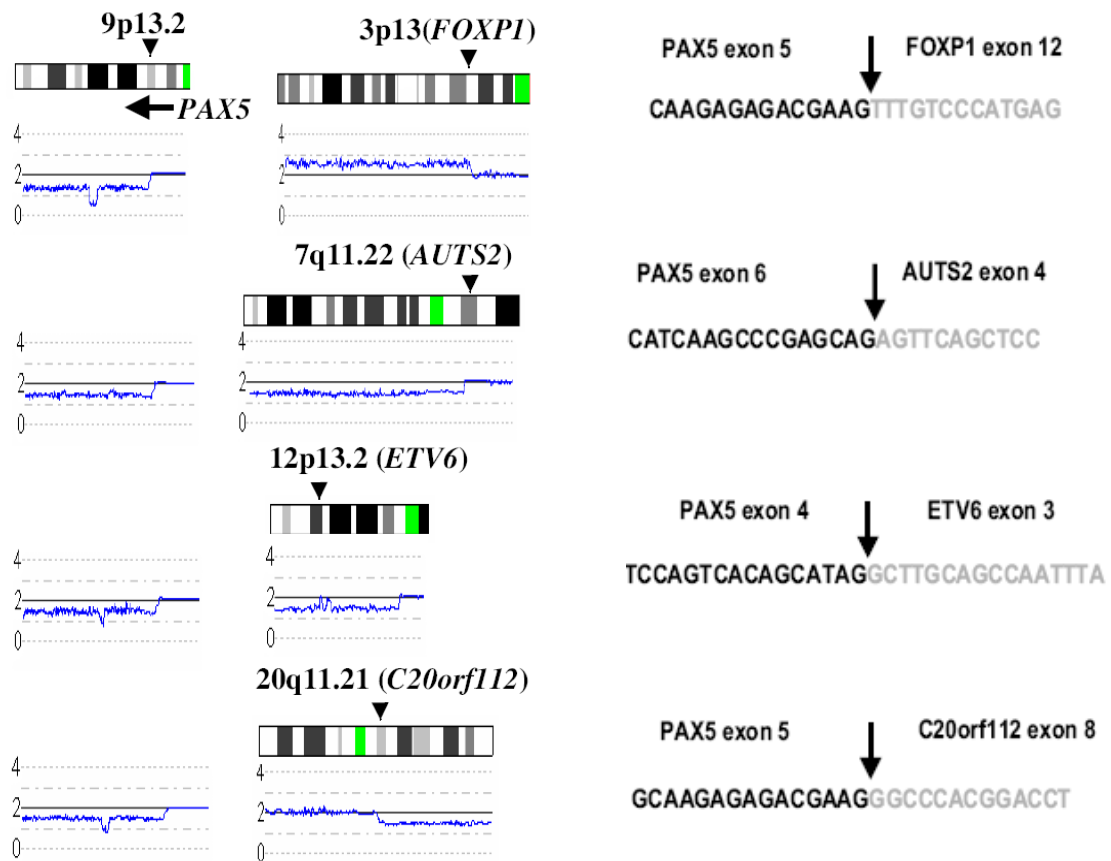 9p13.2
3p13(FOXP1)
PAX5
4
2
0
4
2
0
PAX5 exon 5
FOXP1 exon 12
CAAGAGAGACGAAGTTTGTCCCATGAG
7q11.22 (AUTS2)
4
2
0
4
2
0
PAX5 exon 6
AUTS2 exon 4
CATCAAGCCCGAGCAGAGTTCAGCTCC
12p13.2 (ETV6)
4
2
0
4
2
0
PAX5 exon 4
ETV6 exon 3
TCCAGTCACAGCATAGGCTTGCAGCCAATTTA
20q11.21 (C20orf112)
4
2
0
4
2
0
PAX5 exon 5
C20orf112 exon 8
GCAAGAGAGACGAAGGGCCCACGGACCT